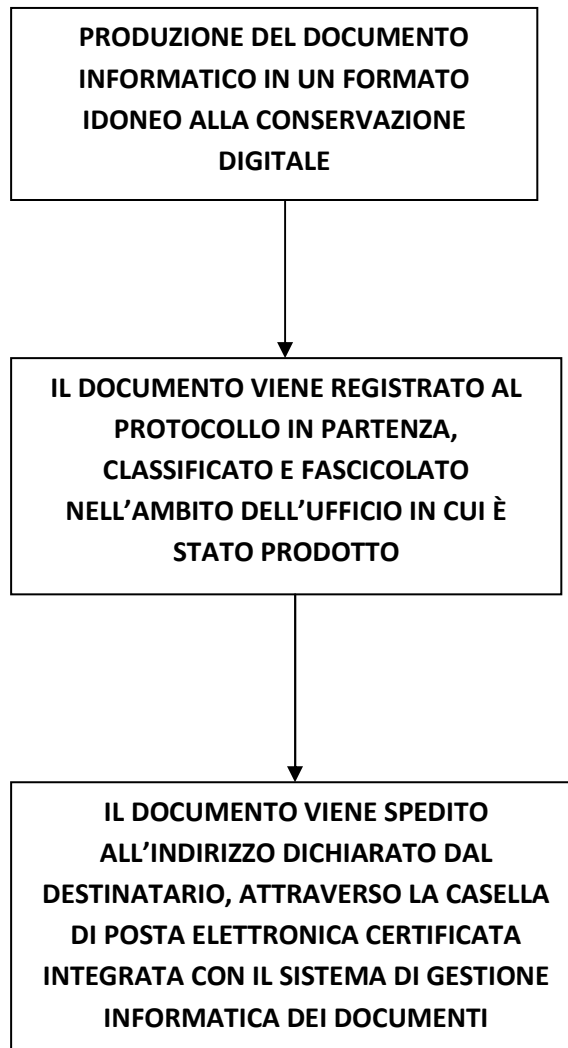 PRODUZIONE DEL DOCUMENTO
INFORMATICO IN UN FORMATO
IDONEO ALLA CONSERVAZIONE
DIGITALE
IL DOCUMENTO VIENE REGISTRATO AL
PROTOCOLLO IN PARTENZA,
CLASSIFICATO E FASCICOLATO
NELL’AMBITO DELL’UFFICIO IN CUI È
STATO PRODOTTO
IL DOCUMENTO VIENE SPEDITO
ALL’INDIRIZZO DICHIARATO DAL
DESTINATARIO, ATTRAVERSO LA CASELLA
DI POSTA ELETTRONICA CERTIFICATA
INTEGRATA CON IL SISTEMA DI GESTIONE
INFORMATICA DEI DOCUMENTI